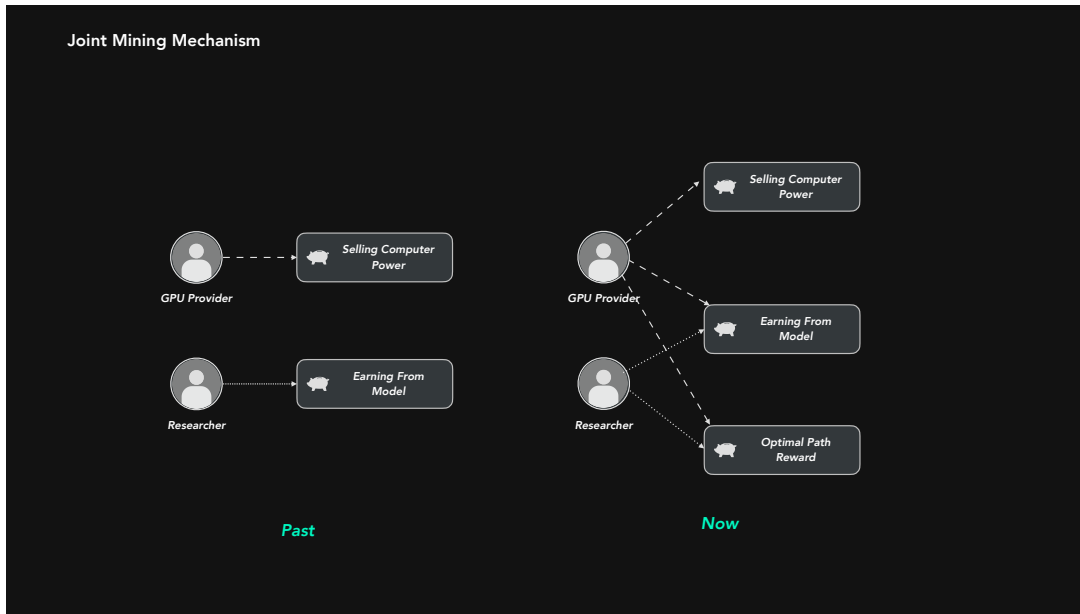 Joint Mining Mechanism
Selling Computer
Power
GPU Provider
Earning From
Model
Researcher
Past
Selling Computer
Power
GPU Provider
Earning From
Model
Researcher
Optimal Path
Reward
Now